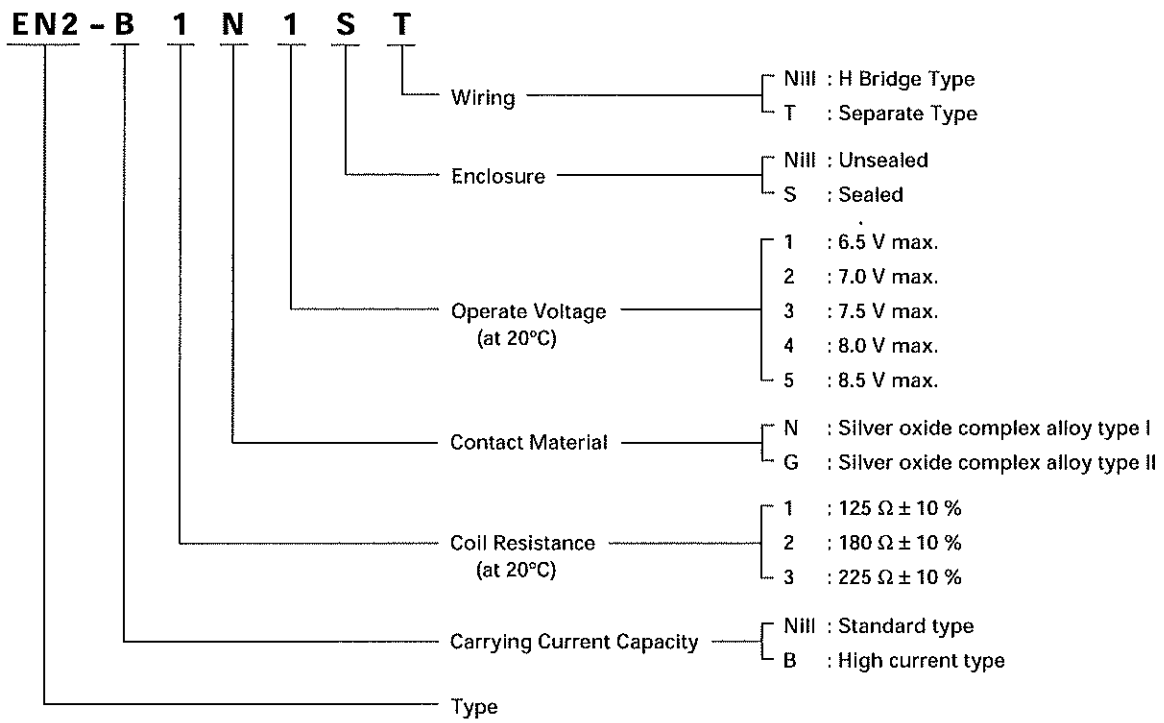 EN2-B 1 N 1 S T
Wiring
Nill : H Bridge Type
T : Separate Type
Enclosure
Nill : Unsealed
S : Sealed
Operate Voltage
(at 20°C)
1 : 6.5 V max.
2 : 7.0 V max.
3 : 7.5 V max.
4 : 8.0 V max.
5 : 8.5 V max.
Contact Material
N : Silver oxide complex alloy type I
G : Silver oxide complex alloy type II
Coil Resistance
(at 20°C)
1 : 125 Ω ± 10 %
2 : 180 Ω ± 10 %
3 : 225 Ω ± 10 %
Carrying Current Capacity
Nill : Standard type
B : High current type
Type